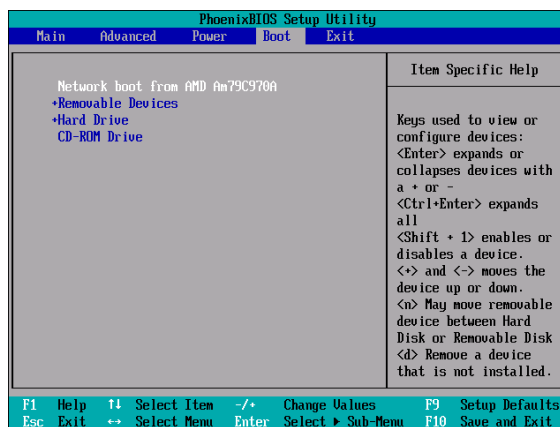 PhoenixBIOS Setup Utility
Main Advanced Power Boot Exit
Network boot from AMD Am79C970A
+Removable Devices
+Hard Drive
CD-ROM Drive
Item Specific Help
Keys used to view or
configure devices:
<Enter> expands or
collapses devices with
a + or -
<Ctrl+Enter> expands
all
<Shift + 1> enables or
disables a device.
<+> and <-> moves the
device up or down.
<n> May move removable
device between Hard
Disk or Removable Disk
<d> Remove a device
that is not installed.
F1 Help ↑↓ Select Item -/+ Change Values F9 Setup Defaults
Esc Exit ↔ Select Menu Enter Select ▶ Sub-Menu F10 Save and Exit